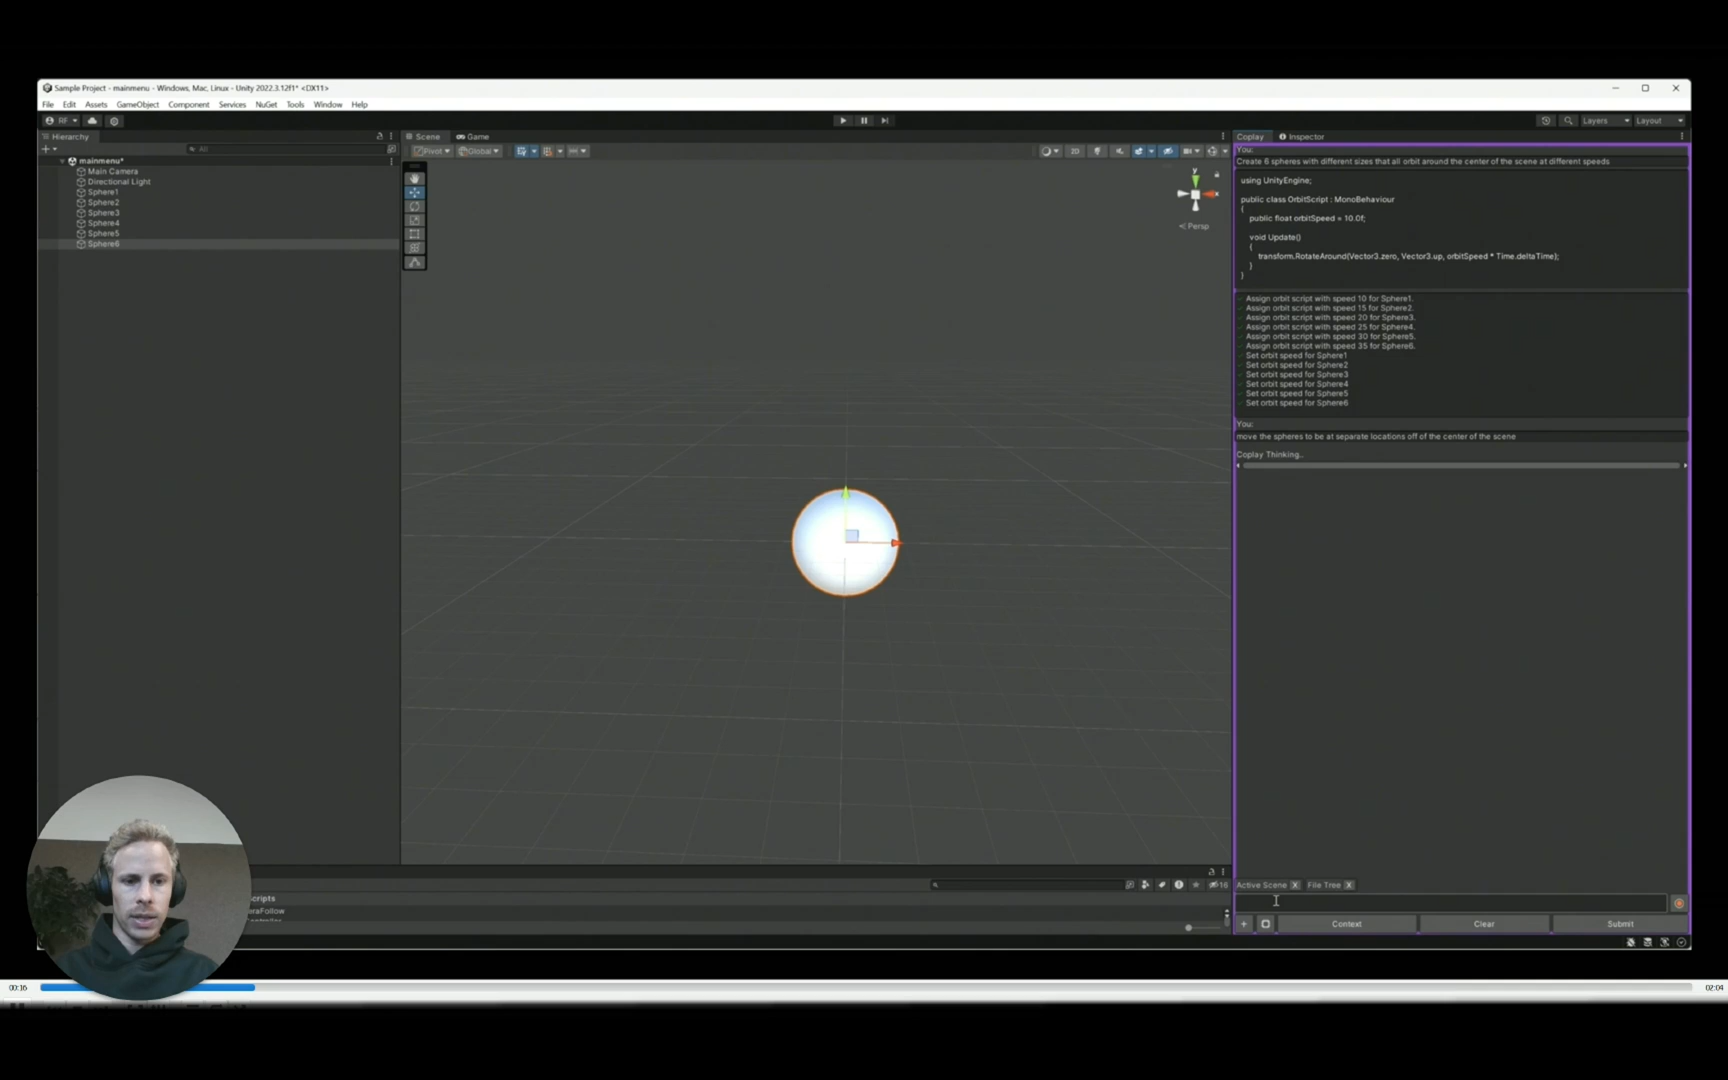 Sample Project - mainmenu - Windows, Mac, Linux - Unity 2022.3.12f1* <DX11>
File Edit Assets GameObject Component Services NuGet Tools Window Help
RF
Layers Layout
Hierarchy
All
mainmenu*
Main Camera
Directional Light
Sphere1
Sphere2
Sphere3
Sphere4
Sphere5
Sphere6
Scene Game
Pivot Global
2D
y
x
< Persp
Coplay Inspector
You:
Create 6 spheres with different sizes that all orbit around the center of the scene at different speeds
using UnityEngine;
public class OrbitScript : MonoBehaviour
{
public float orbitSpeed = 10.0f;
void Update()
{
transform.RotateAround(Vector3.zero, Vector3.up, orbitSpeed * Time.deltaTime);
}
}
Assign orbit script with speed 10 for Sphere1.
Assign orbit script with speed 15 for Sphere2.
Assign orbit script with speed 20 for Sphere3.
Assign orbit script with speed 25 for Sphere4.
Assign orbit script with speed 30 for Sphere5.
Assign orbit script with speed 35 for Sphere6.
Set orbit speed for Sphere1
Set orbit speed for Sphere2
Set orbit speed for Sphere3
Set orbit speed for Sphere4
Set orbit speed for Sphere5
Set orbit speed for Sphere6
You:
move the spheres to be at separate locations off of the center of the scene
Coplay Thinking..
Active Scene X File Tree X
+ Context Clear Submit
16
cripts
eraFollow
00:16
02:04